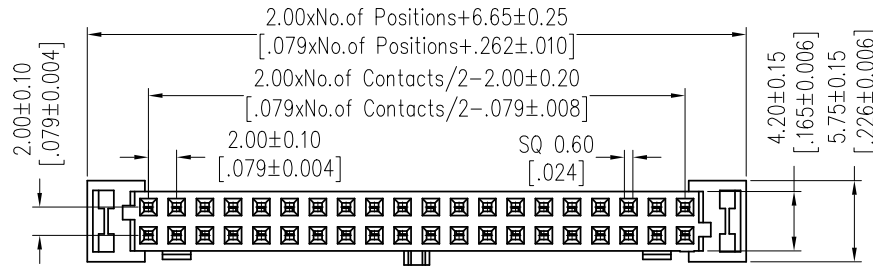 2.00xNo.of Positions+6.65±0.25
[.079xNo.of Positions+.262±.010]
2.00xNo.of Contacts/2-2.00±0.20
[.079xNo.of Contacts/2-.079±.008]
2.00±0.10
[.079±0.004]
2.00±0.10
[.079±0.004]
SQ 0.60
[.024]
4.20±0.15
[.165±0.006]
5.75±0.15
[.226±0.006]